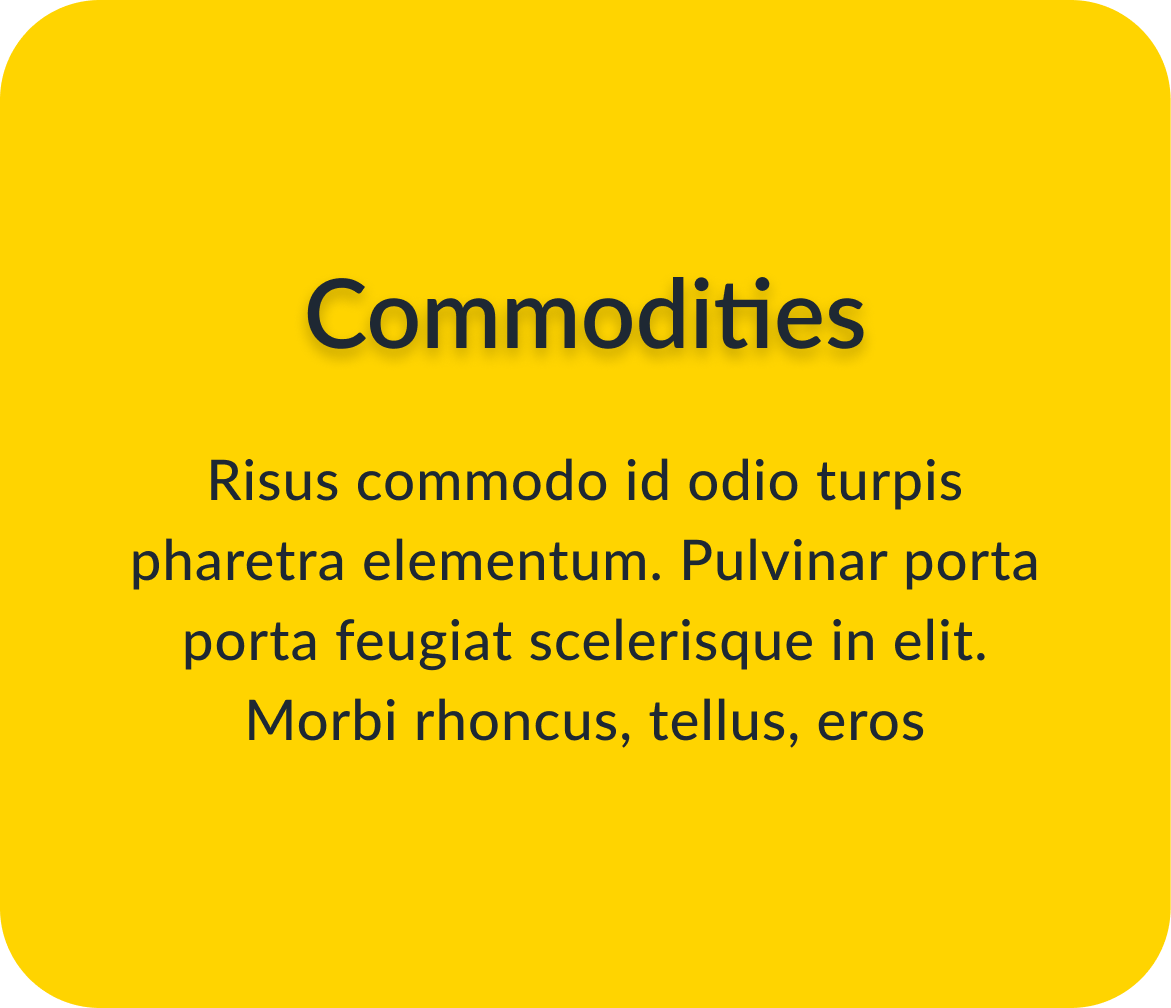 Commodities
Risus commodo id odio turpis
pharetra elementum. Pulvinar porta
porta feugiat scelerisque in elit.
Morbi rhoncus, tellus, eros